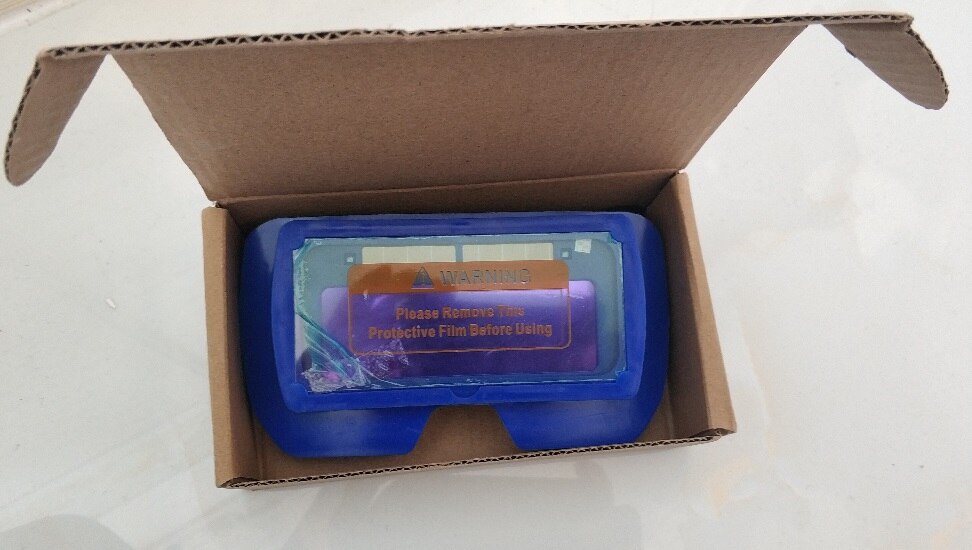 WARNING
Please Remove This
Protective Film Before Using